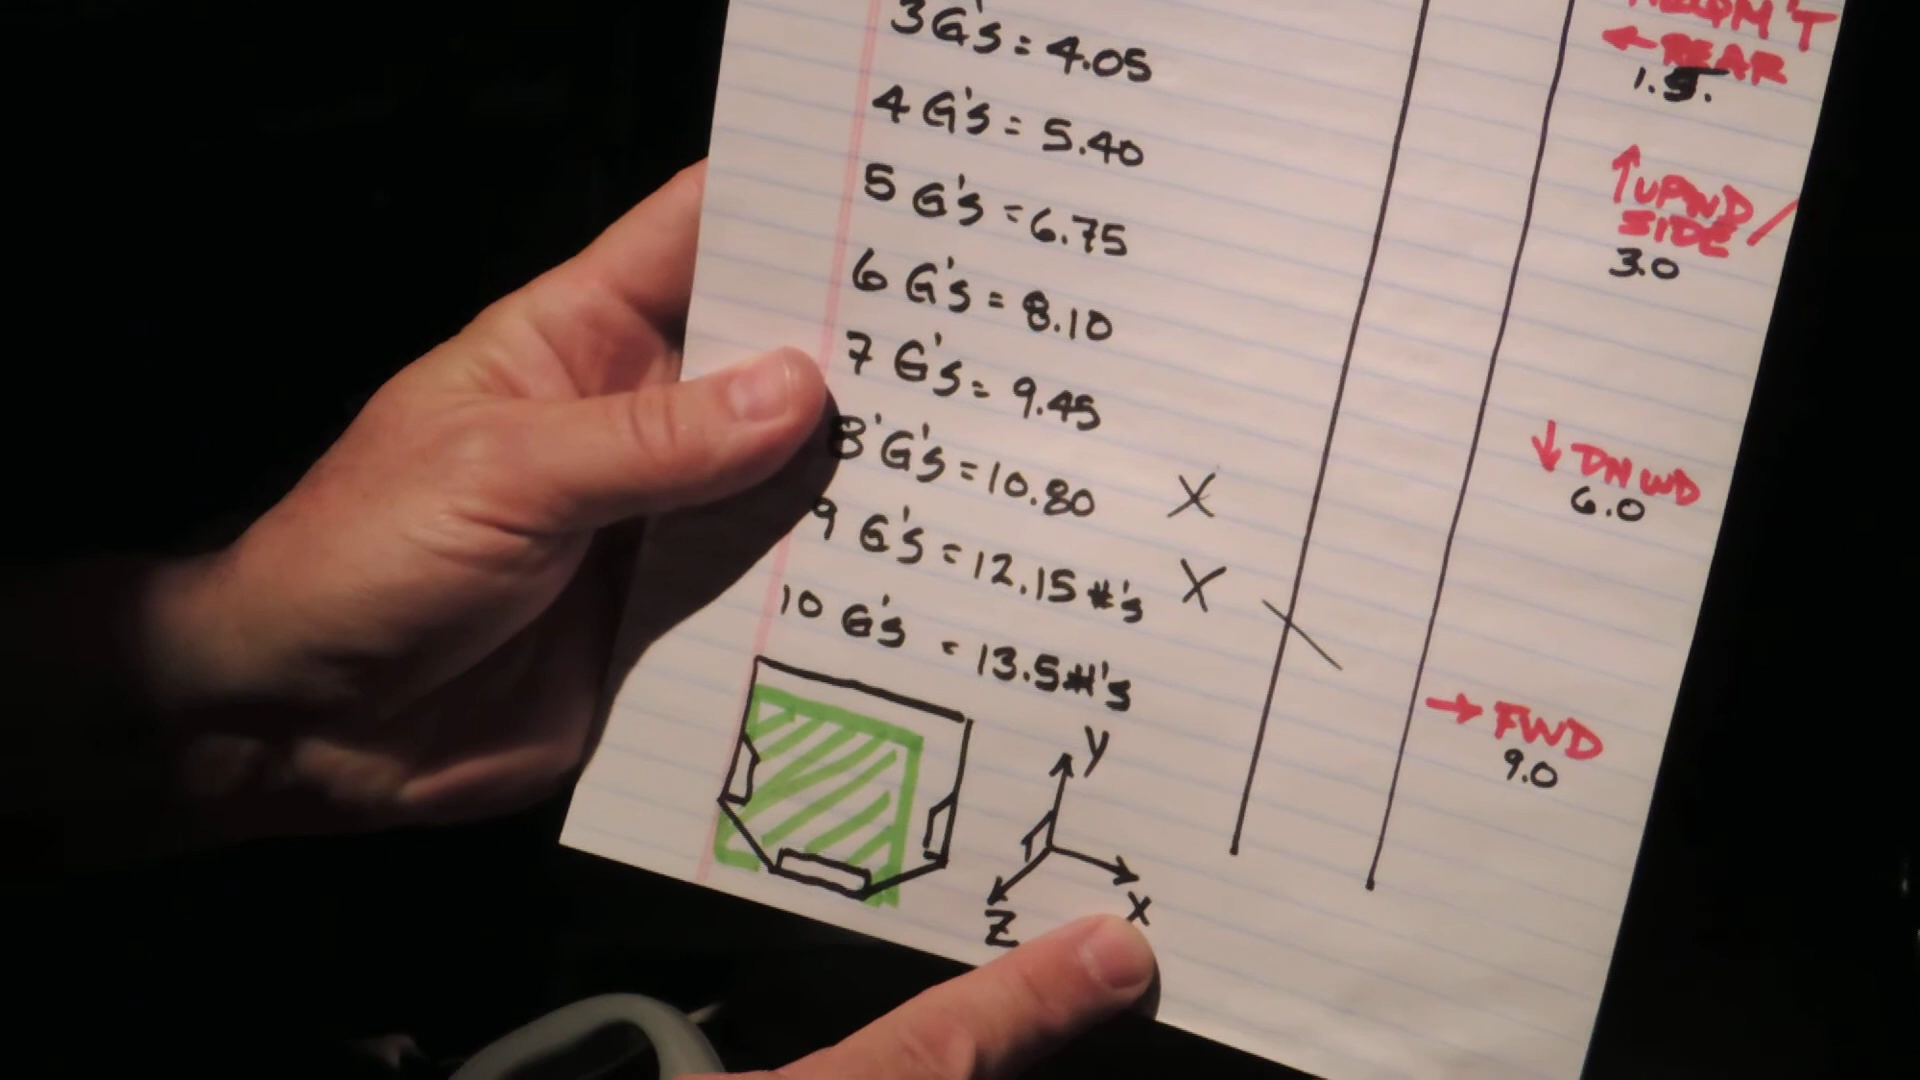 3 G's = 4.05
4 G's = 5.40
5 G's = 6.75
6 G's = 8.10
7 G's = 9.45
8 G's = 10.80 X
9 G's = 12.15 #'s X
10 G's = 13.5 #'s
Y
X
Z
← REAR
1.5.
↑ UPWD /
SIDE
3.0
↓ DNWD
6.0
→ FWD
9.0